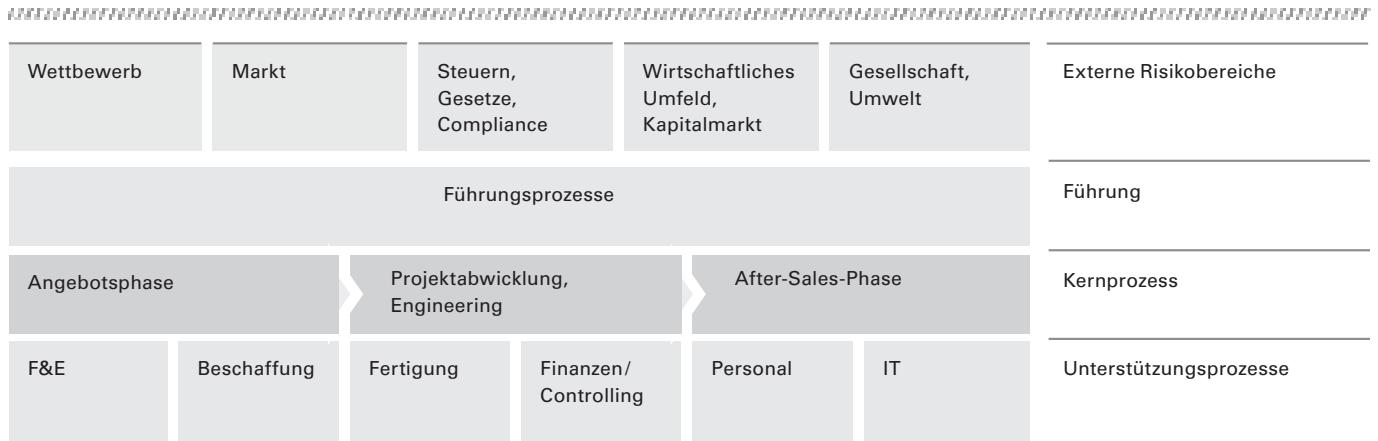 Wettbewerb
Markt
Steuern,
Gesetze,
Compliance
Wirtschaftliches
Umfeld,
Kapitalmarkt
Gesellschaft,
Umwelt
Externe Risikobereiche
Führungsprozesse
Führung
Angebotsphase
Projektabwicklung,
Engineering
After-Sales-Phase
Kernprozess
F&E
Beschaffung
Fertigung
Finanzen/
Controlling
Personal
IT
Unterstützungsprozesse